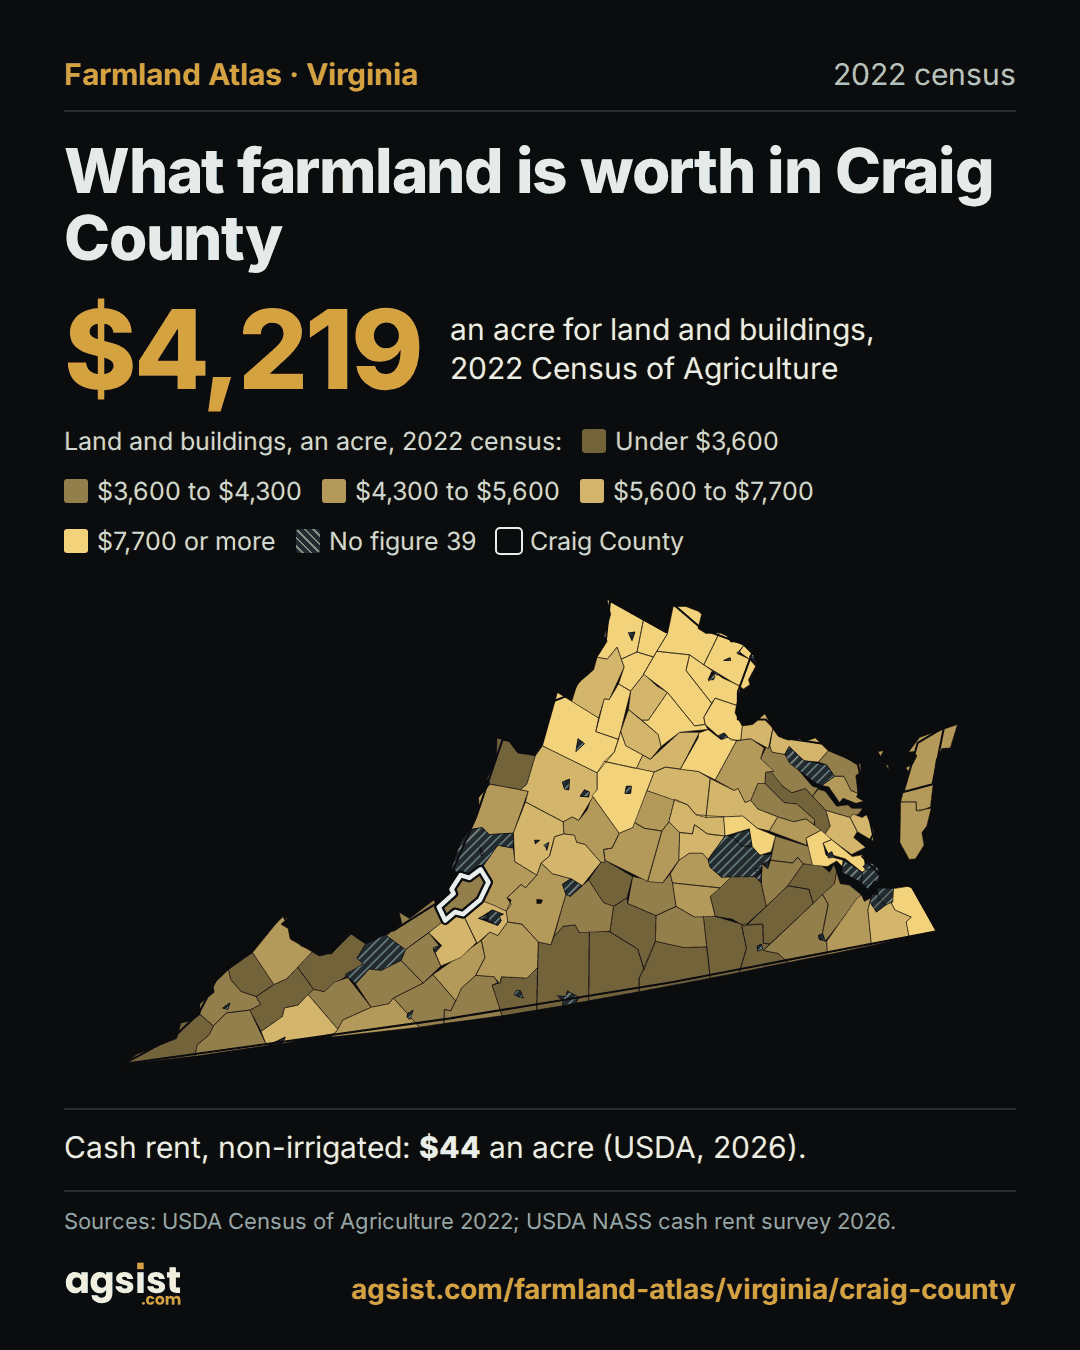 Farmland Atlas · Virginia
2022 census
What farmland is worth in Craig
County
$4,219
an acre for land and buildings,
2022 Census of Agriculture
Land and buildings, an acre, 2022 census: Under $3,600
$3,600 to $4,300 $4,300 to $5,600 $5,600 to $7,700
$7,700 or more No figure 39 Craig County
Cash rent, non-irrigated: $44 an acre (USDA, 2026).
Sources: USDA Census of Agriculture 2022; USDA NASS cash rent survey 2026.
agsist
.com
agsist.com/farmland-atlas/virginia/craig-county